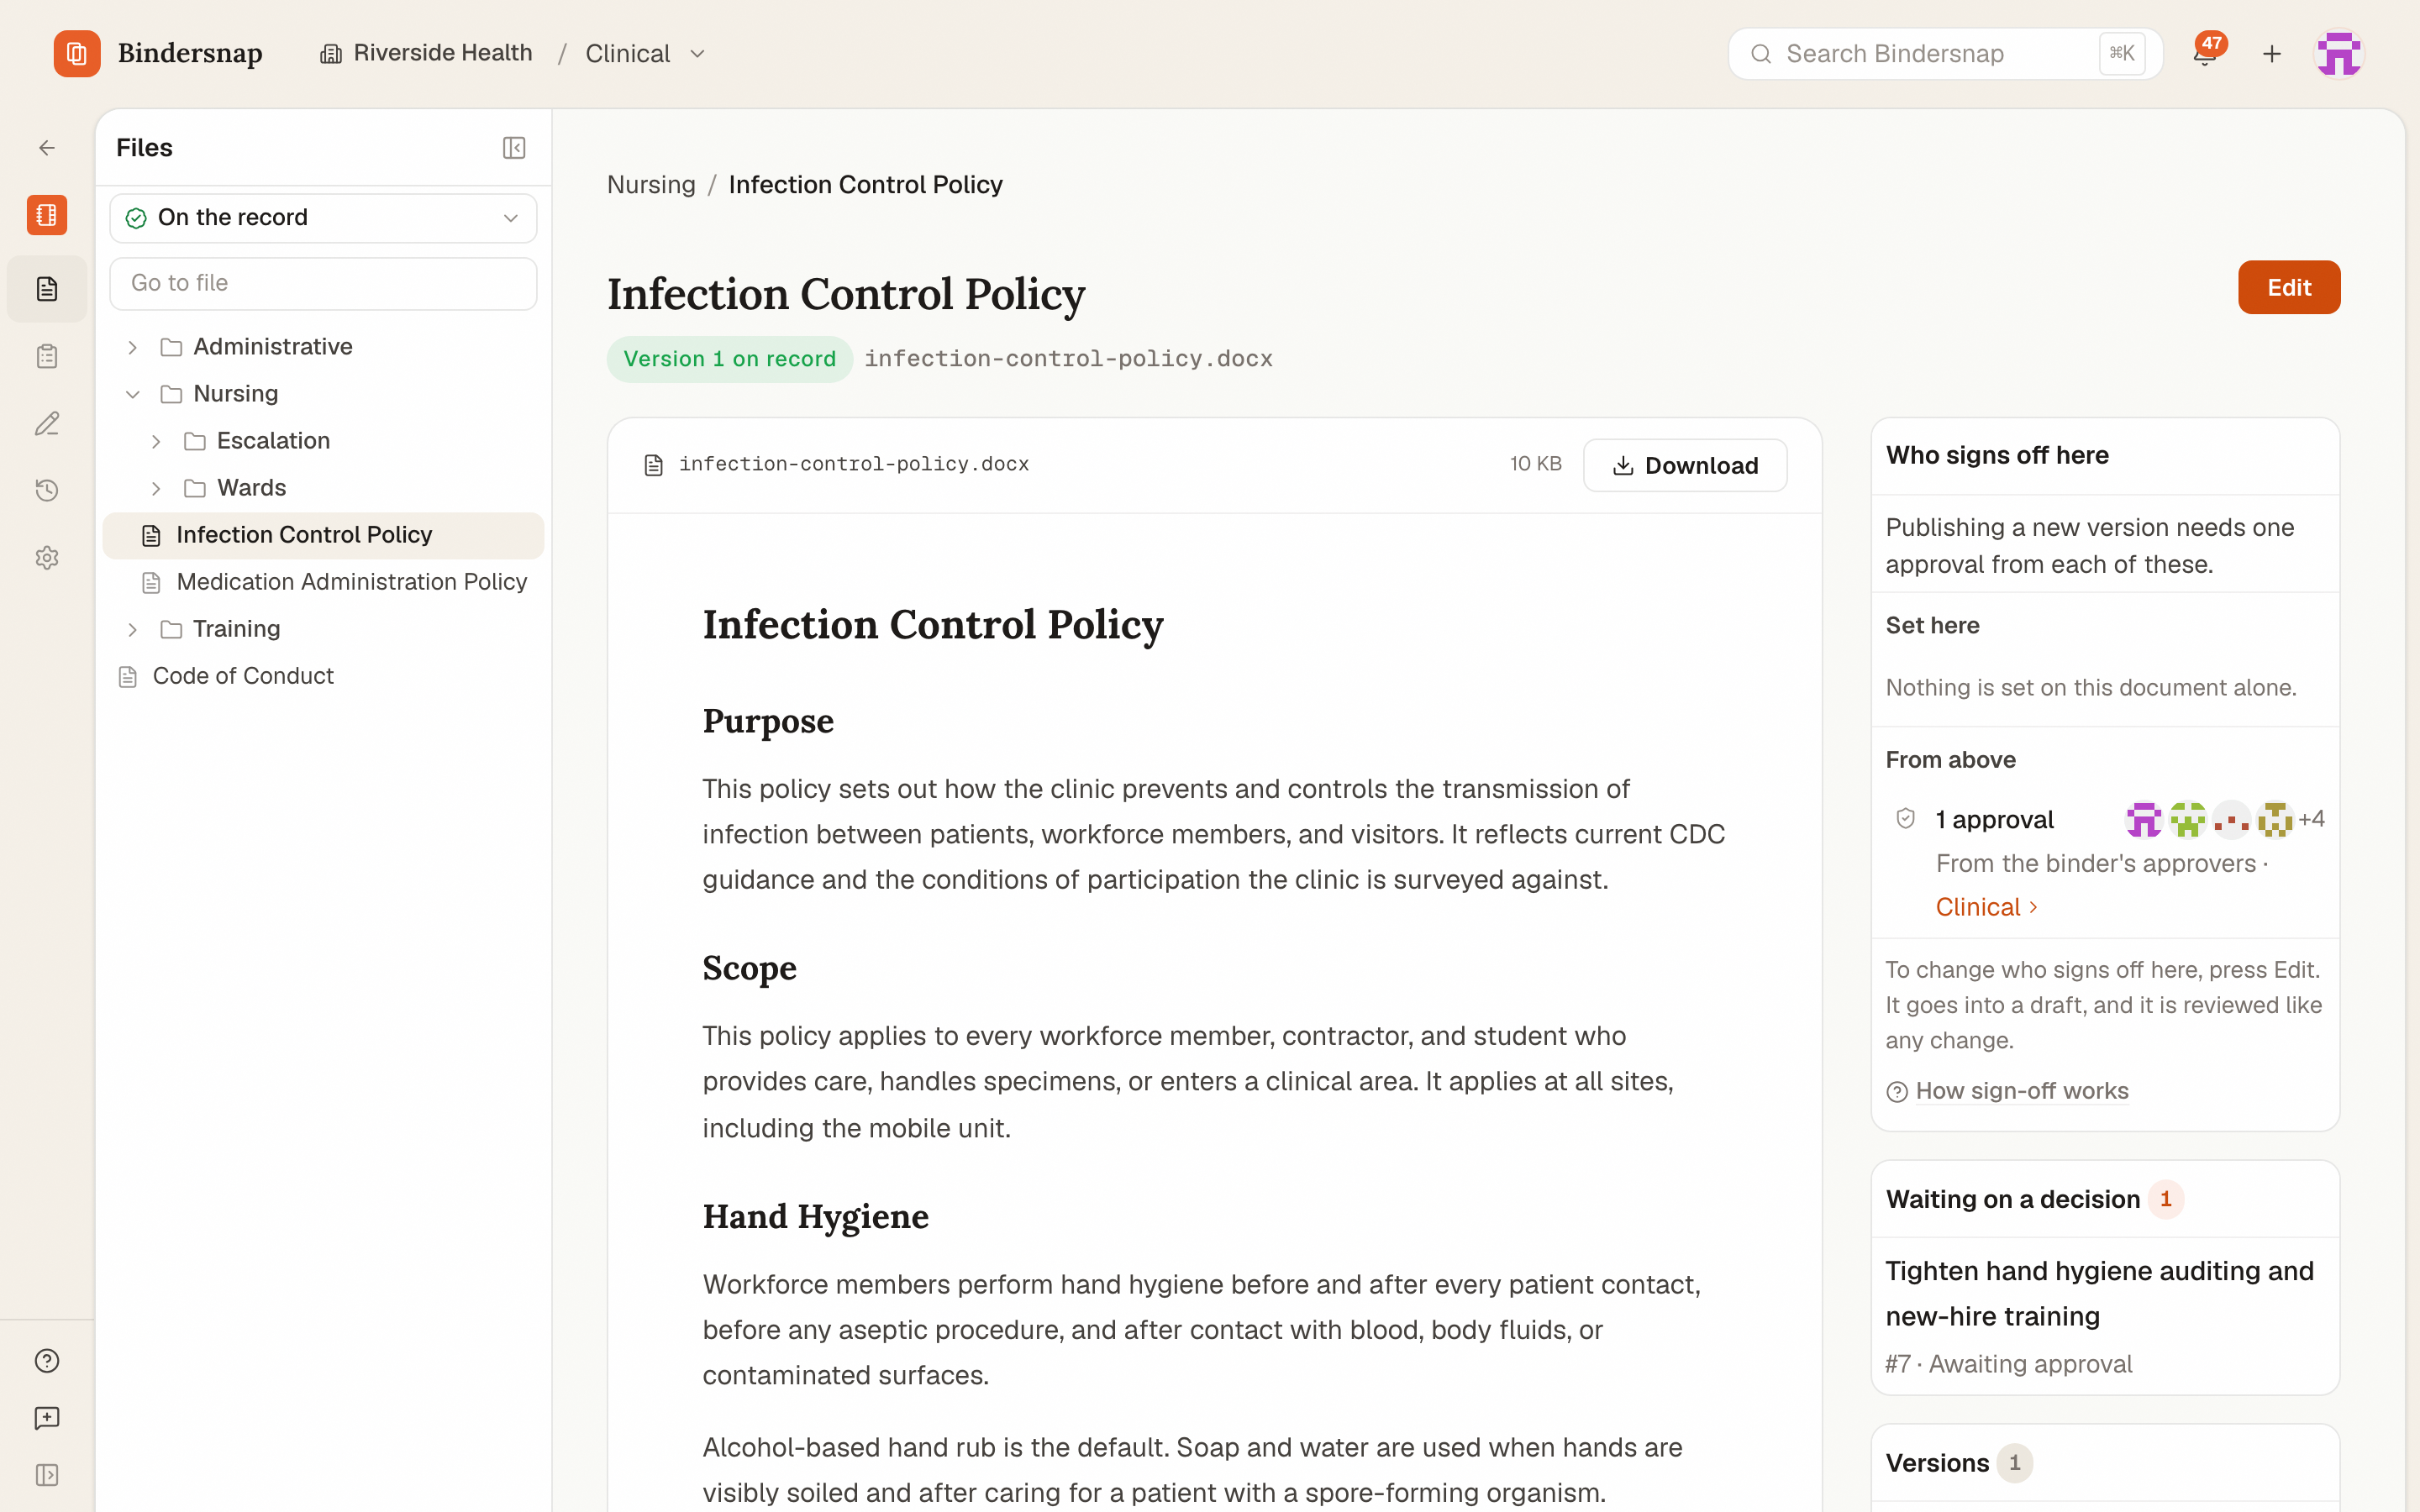 Bindersnap
Riverside Health / Clinical
Search Bindersnap ⌘K
47
Files
On the record
Go to file
Administrative
Nursing
Escalation
Wards
Infection Control Policy
Medication Administration Policy
Training
Code of Conduct
Nursing / Infection Control Policy
Infection Control Policy
Edit
Version 1 on record infection-control-policy.docx
infection-control-policy.docx 10 KB Download
Infection Control Policy
Purpose
This policy sets out how the clinic prevents and controls the transmission of
infection between patients, workforce members, and visitors. It reflects current CDC
guidance and the conditions of participation the clinic is surveyed against.
Scope
This policy applies to every workforce member, contractor, and student who
provides care, handles specimens, or enters a clinical area. It applies at all sites,
including the mobile unit.
Hand Hygiene
Workforce members perform hand hygiene before and after every patient contact,
before any aseptic procedure, and after contact with blood, body fluids, or
contaminated surfaces.
Alcohol-based hand rub is the default. Soap and water are used when hands are
visibly soiled and after caring for a patient with a spore-forming organism.
Who signs off here
Publishing a new version needs one
approval from each of these.
Set here
Nothing is set on this document alone.
From above
1 approval +4
From the binder's approvers ·
Clinical
To change who signs off here, press Edit.
It goes into a draft, and it is reviewed like
any change.
How sign-off works
Waiting on a decision 1
Tighten hand hygiene auditing and
new-hire training
#7 · Awaiting approval
Versions 1